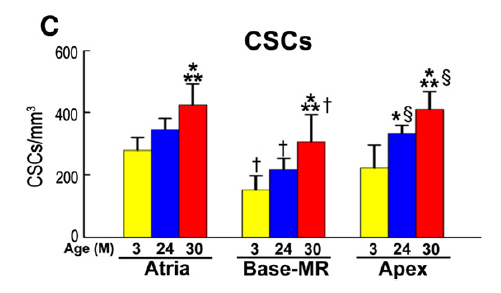 C
CSCs
CSCs/mm³
600
400
200
0
*
**
†
†
*
** †
* §
*
** §
Age (M) 3 24 30 3 24 30 3 24 30
Atria Base-MR Apex